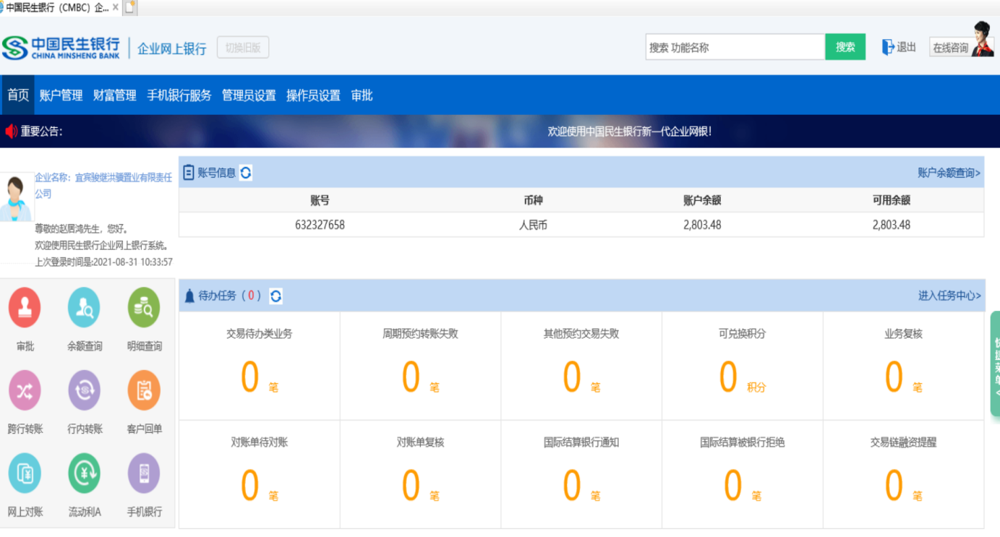 中国民生银行（CMBC）企...
中国民生银行
CHINA MINSHENG BANK
企业网上银行
切换旧版
搜索 功能名称
搜索
退出
在线咨询
首页 账户管理 财富管理 手机银行服务 管理员设置 操作员设置 审批
重要公告：
欢迎使用中国民生银行新一代企业网银！
企业名称：宜宾骏继洪骥置业有限责任
公司
尊敬的赵居鸿先生，您好。
欢迎使用民生银行企业网上银行系统。
上次登录时间是:2021-08-31 10:33:57
账号信息
账户余额查询>
账号 币种 账户余额 可用余额
632327658 人民币 2,803.48 2,803.48
审批 余额查询 明细查询
跨行转账 行内转账 客户回单
网上对账 流动利A 手机银行
待办任务（0）
进入任务中心>
交易待办类业务 周期预约转账失败 其他预约交易失败 可兑换积分 业务复核
0 笔 0 笔 0 笔 0 积分 0 笔
对账单待对账 对账单复核 国际结算银行通知 国际结算被银行拒绝 交易链融资提醒
0 笔 0 笔 0 笔 0 笔 0 笔
快捷菜单<